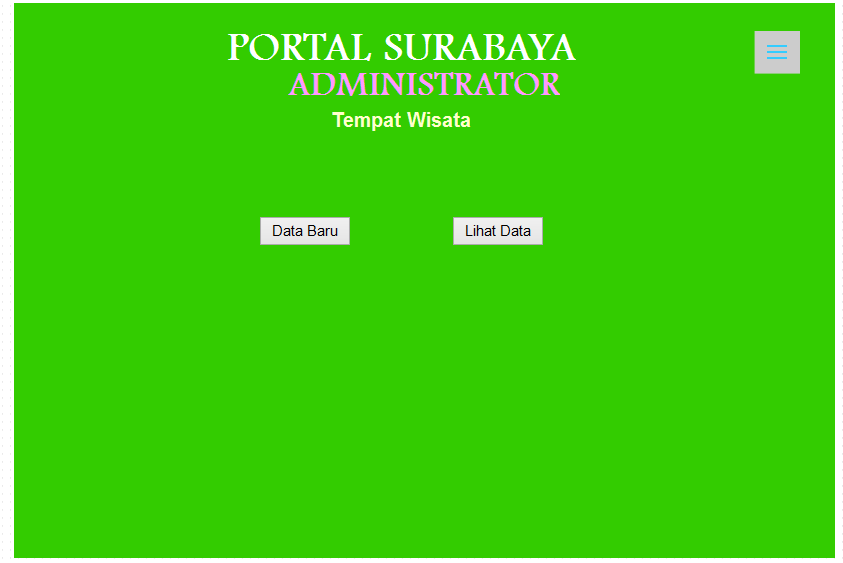 PORTAL SURABAYA
ADMINISTRATOR
Tempat Wisata
Data Baru
Lihat Data